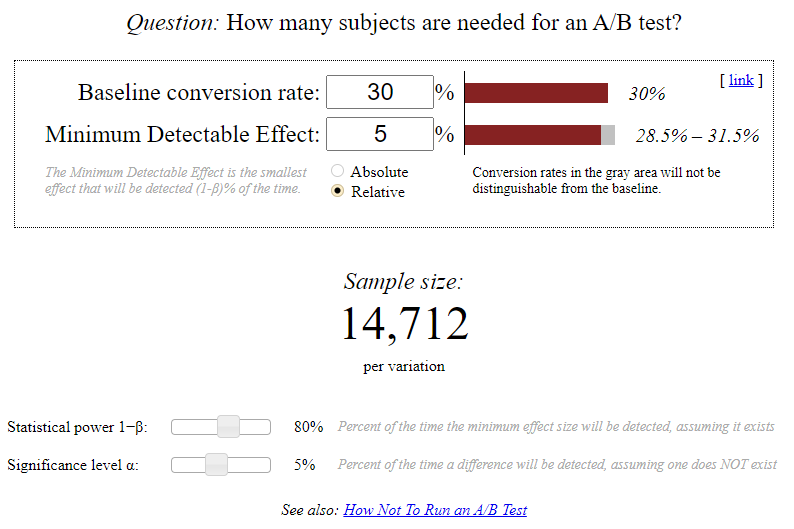 Question: How many subjects are needed for an A/B test?
[ link ]
Baseline conversion rate: 30 % 30%
Minimum Detectable Effect: 5 % 28.5% – 31.5%
The Minimum Detectable Effect is the smallest
effect that will be detected (1-β)% of the time.
Absolute
Relative
Conversion rates in the gray area will not be
distinguishable from the baseline.
Sample size:
14,712
per variation
Statistical power 1−β: 80% Percent of the time the minimum effect size will be detected, assuming it exists
Significance level α: 5% Percent of the time a difference will be detected, assuming one does NOT exist
See also: How Not To Run an A/B Test